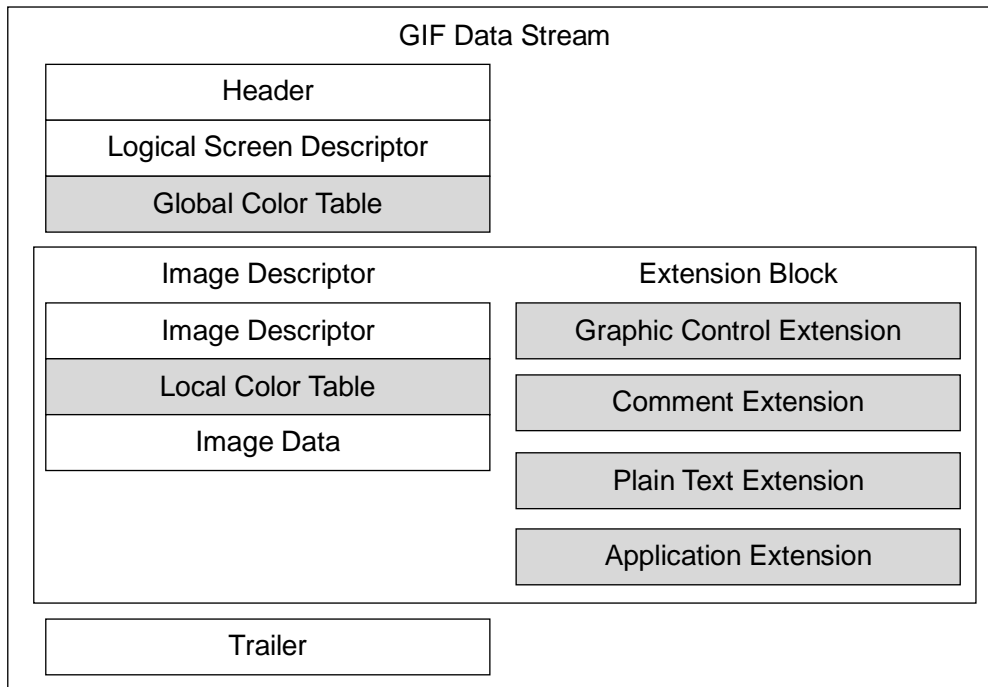 GIF Data Stream
Header
Logical Screen Descriptor
Global Color Table
Image Descriptor
Image Descriptor
Local Color Table
Image Data
Extension Block
Graphic Control Extension
Comment Extension
Plain Text Extension
Application Extension
Trailer